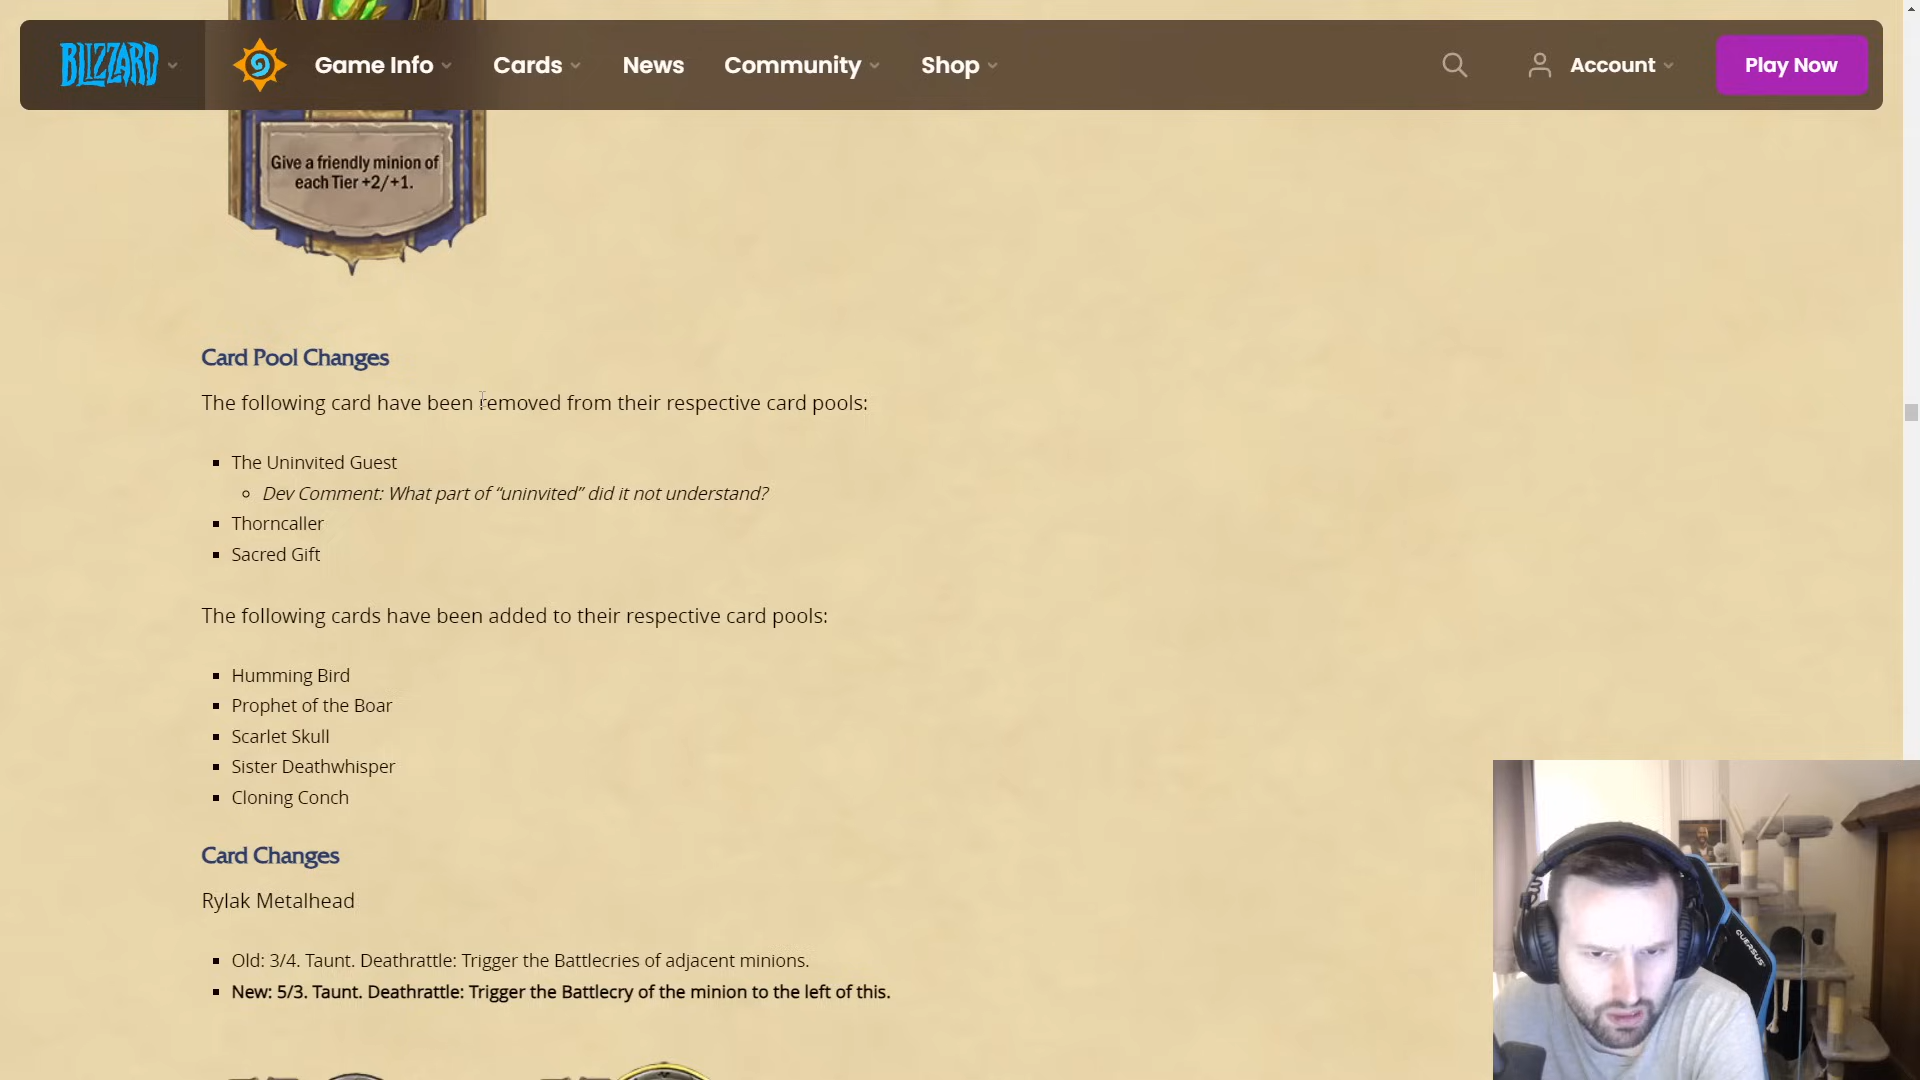 BLIZZARD
Game Info
Cards
News
Community
Shop
Account
Play Now
Give a friendly minion of
each Tier +2/+1.
Card Pool Changes
The following card have been removed from their respective card pools:
The Uninvited Guest
Dev Comment: What part of “uninvited” did it not understand?
Thorncaller
Sacred Gift
The following cards have been added to their respective card pools:
Humming Bird
Prophet of the Boar
Scarlet Skull
Sister Deathwhisper
Cloning Conch
Card Changes
Rylak Metalhead
Old: 3/4. Taunt. Deathrattle: Trigger the Battlecries of adjacent minions.
New: 5/3. Taunt. Deathrattle: Trigger the Battlecry of the minion to the left of this.
QUERSUS